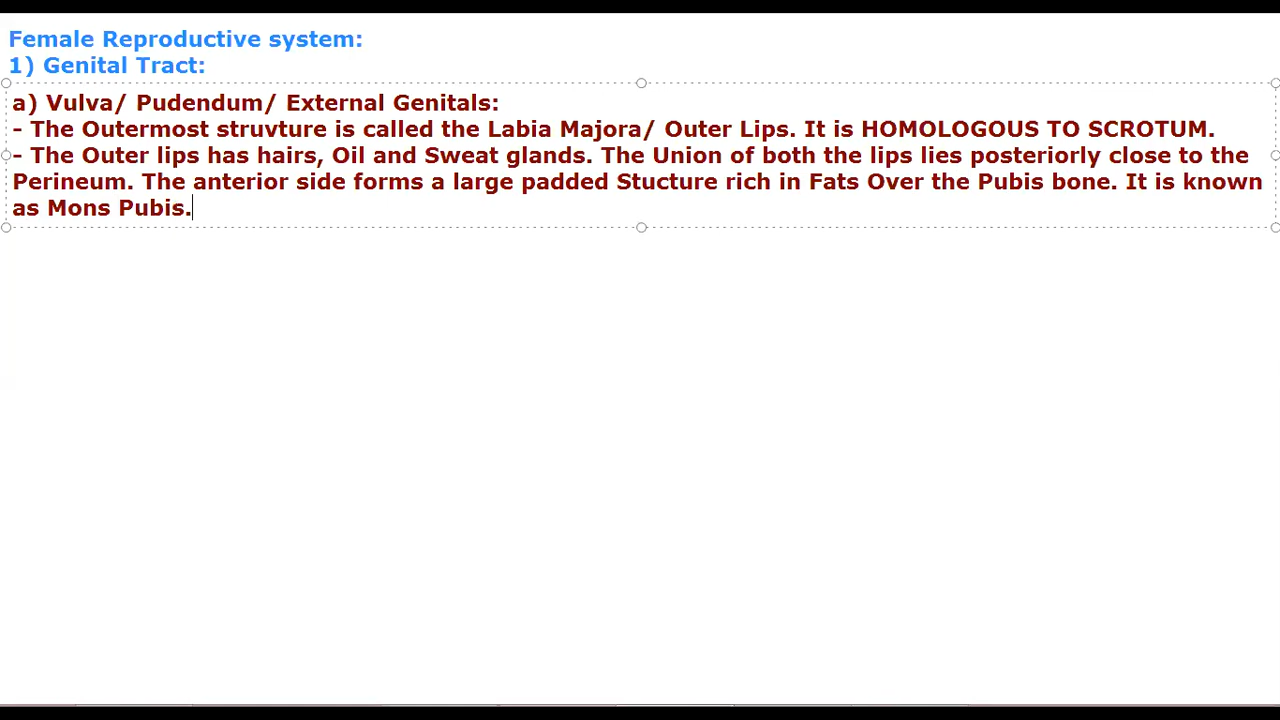 Female Reproductive system:
1) Genital Tract:
a) Vulva/ Pudendum/ External Genitals:
- The Outermost struvture is called the Labia Majora/ Outer Lips. It is HOMOLOGOUS TO SCROTUM.
- The Outer lips has hairs, Oil and Sweat glands. The Union of both the lips lies posteriorly close to the
Perineum. The anterior side forms a large padded Stucture rich in Fats Over the Pubis bone. It is known
as Mons Pubis.